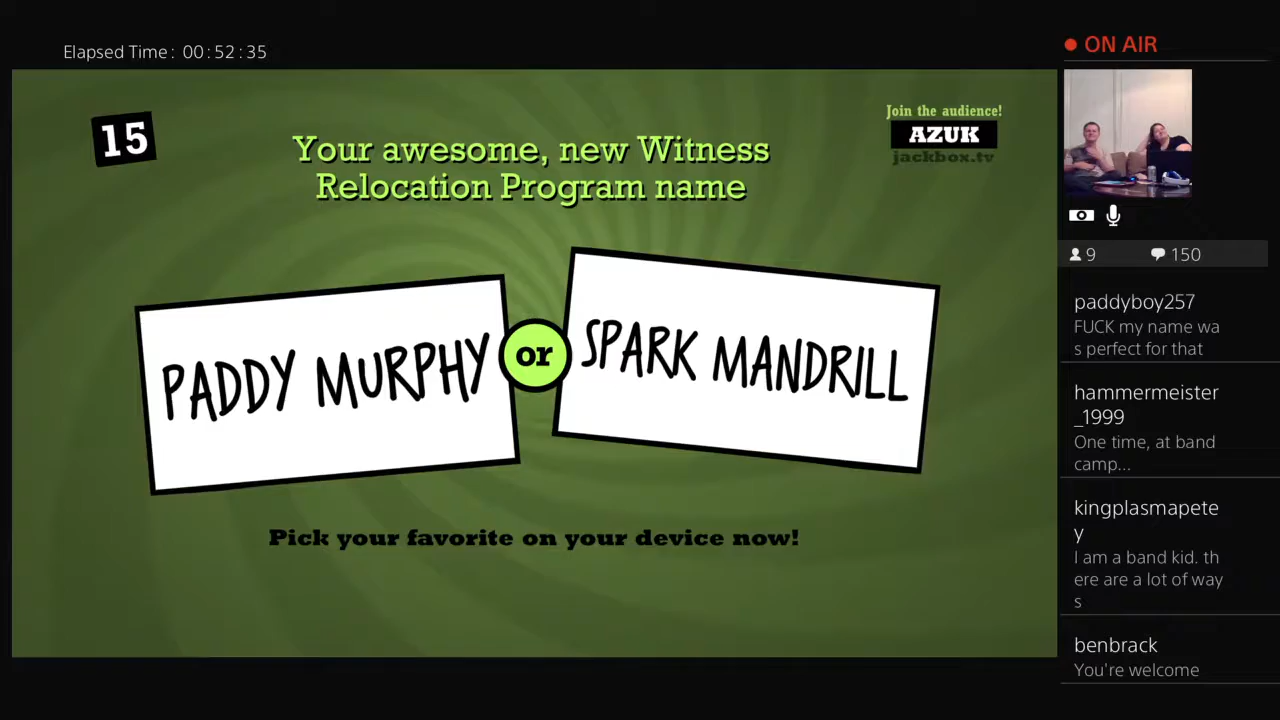 Elapsed Time: 00:52:35
ON AIR
15
Your awesome, new Witness
Relocation Program name
Join the audience!
AZUK
jackbox.tv
PADDY MURPHY
or
SPARK MANDRILL
Pick your favorite on your device now!
9 150
paddyboy257
FUCK my name wa
s perfect for that
hammermeister
_1999
One time, at band
camp...
kingplasmapete
y
I am a band kid. th
ere are a lot of way
s
benbrack
You're welcome